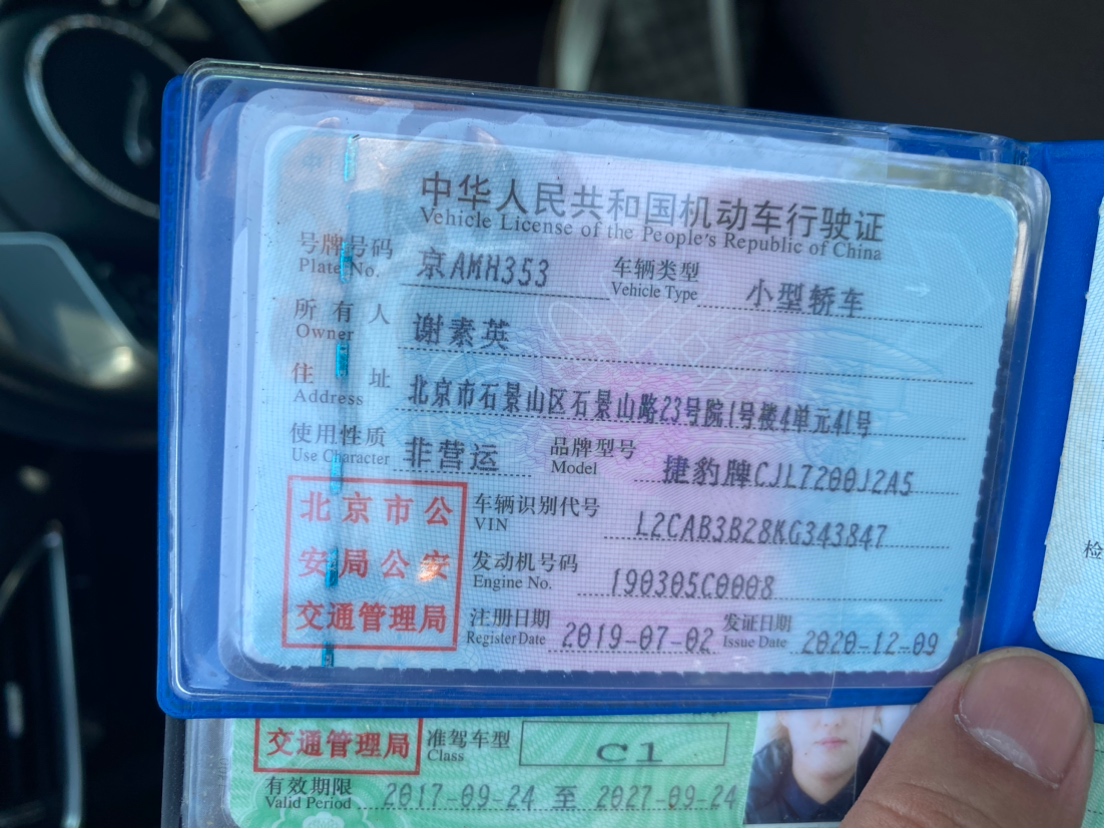 中华人民共和国机动车行驶证
Vehicle License of the People's Republic of China
号牌号码 京AMH353 车辆类型 小型轿车
Plate No. Vehicle Type
所有人 谢素英
Owner
住址 北京市石景山区石景山路23号院1号楼4单元41号
Address
使用性质 非营运 品牌型号 捷豹牌CJL7200J2A5
Use Character Model
北京市公安局公安交通管理局
车辆识别代号 L2CAB3B28KG343847
VIN
发动机号码 190305C0008
Engine No.
注册日期 2019-07-02 发证日期 2020-12-09
Register Date Issue Date
交通管理局 准驾车型 C1
Class
有效期限 2017-09-24 至 2027-09-24
Valid Period
检